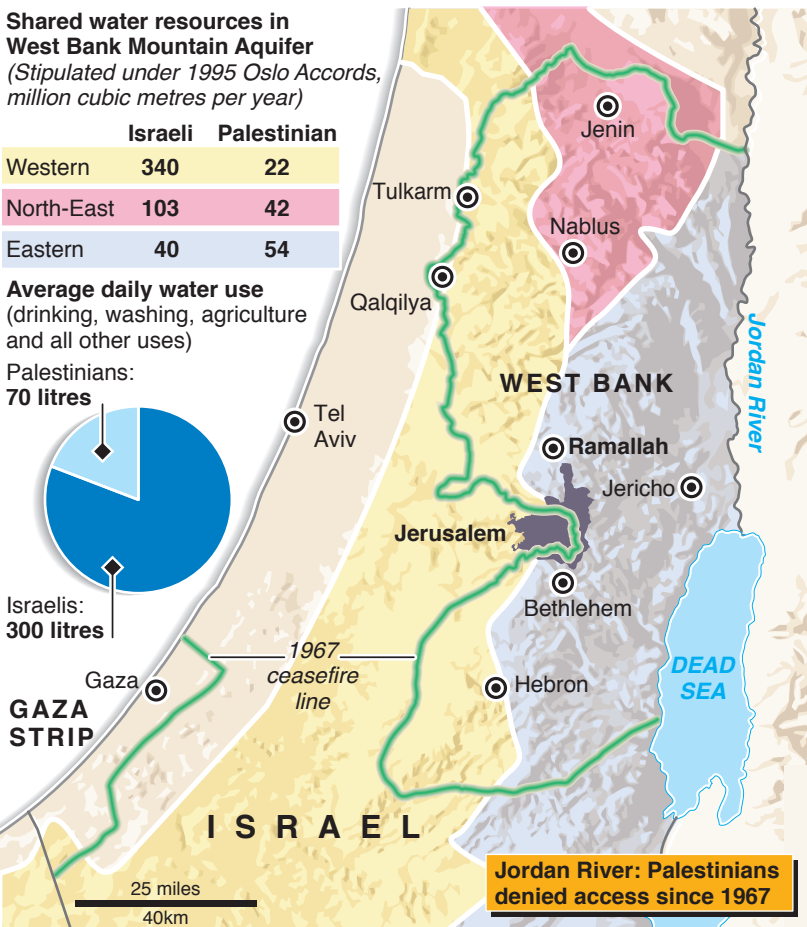 Shared water resources in
West Bank Mountain Aquifer
(Stipulated under 1995 Oslo Accords,
million cubic metres per year)
Israeli Palestinian
Western 340 22
North-East 103 42
Eastern 40 54
Average daily water use
(drinking, washing, agriculture
and all other uses)
Palestinians:
70 litres
Israelis:
300 litres
Jenin
Tulkarm
Nablus
Qalqilya
Jordan River
WEST BANK
Tel
Aviv
Ramallah
Jericho
Jerusalem
Bethlehem
1967
ceasefire
line
DEAD
SEA
Gaza
Hebron
GAZA
STRIP
ISRAEL
25 miles
40km
Jordan River: Palestinians
denied access since 1967